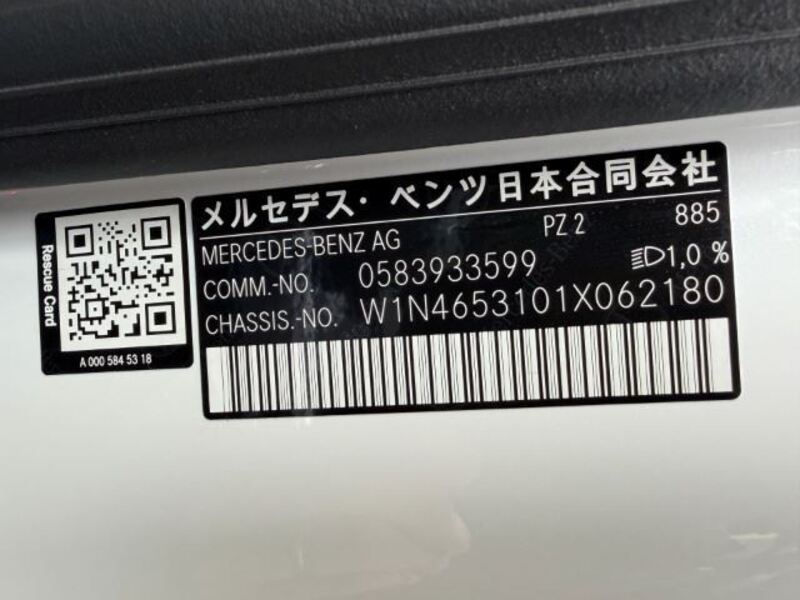 メルセデス・ベンツ日本合同会社
MERCEDES-BENZ AG PZ 2 885
COMM.-NO. 0583933599 1,0 %
CHASSIS.-NO. W1N4653101X062180
Rescue Card
A 000 584 53 18